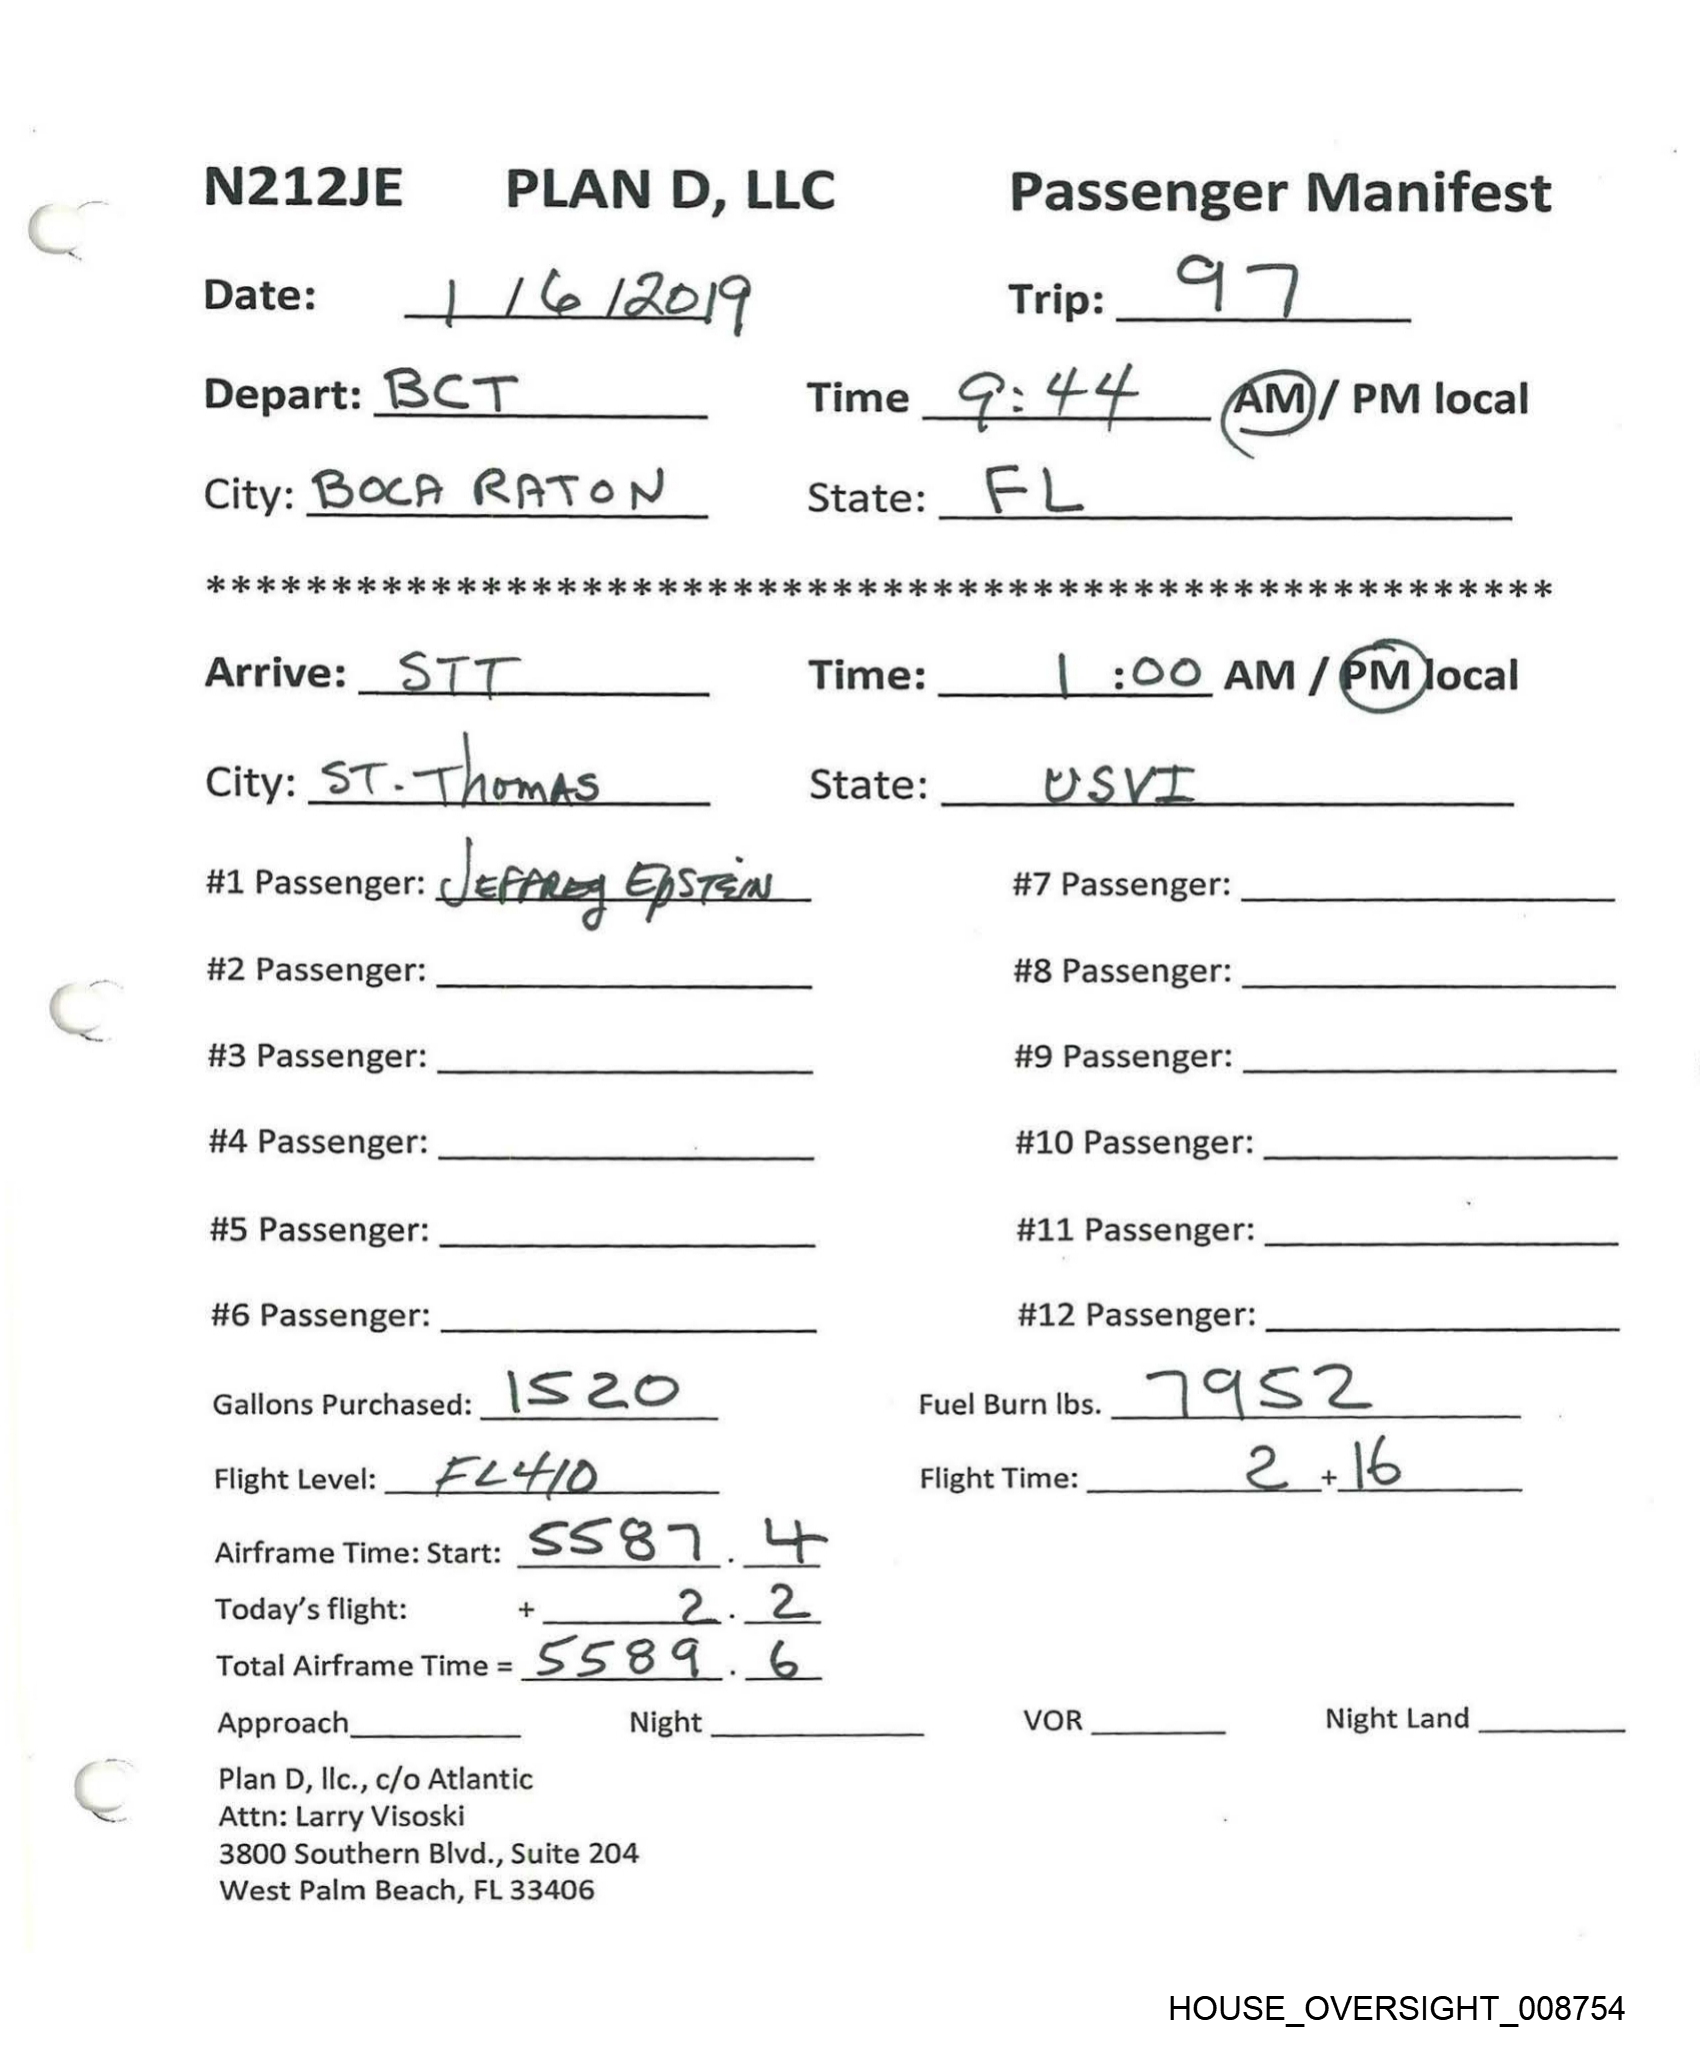 N212JE PLAN D, LLC Passenger Manifest
Date: 1 / 6 / 2019 Trip: 97
Depart: BCT Time 9:44 AM / PM local
City: BOCA RATON State: FL
******************************************************
Arrive: STT Time: 1 :00 AM / PM local
City: ST. Thomas State: USVI
#1 Passenger: Jeffrey Epstein #7 Passenger:
#2 Passenger: #8 Passenger:
#3 Passenger: #9 Passenger:
#4 Passenger: #10 Passenger:
#5 Passenger: #11 Passenger:
#6 Passenger: #12 Passenger:
Gallons Purchased: 1520 Fuel Burn lbs. 7952
Flight Level: FL410 Flight Time: 2 + 16
Airframe Time: Start: 5587 . 4
Today's flight: + 2 . 2
Total Airframe Time = 5589 . 6
Approach Night VOR Night Land
Plan D, llc., c/o Atlantic
Attn: Larry Visoski
3800 Southern Blvd., Suite 204
West Palm Beach, FL 33406
HOUSE_OVERSIGHT_008754